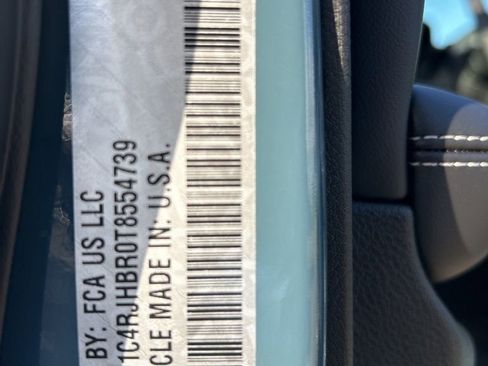 BY: FCA US LLC
1C4RJHBR0T8554739
CLE MADE IN: U.S.A.